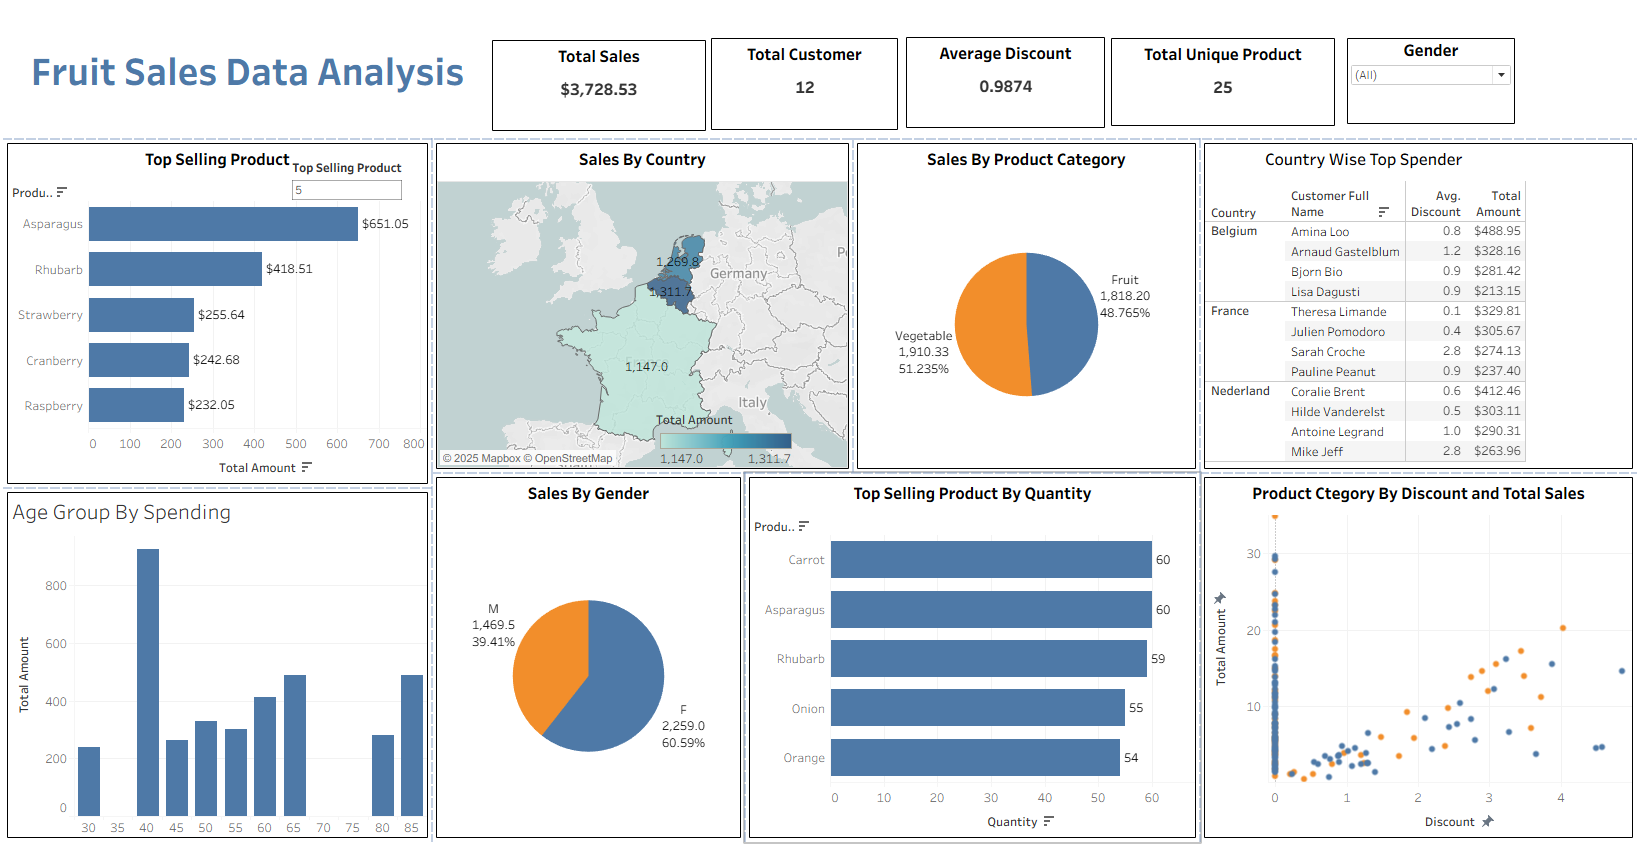 Fruit Sales Data Analysis
Total Sales
$3,728.53
Total Customer
12
Average Discount
0.9874
Total Unique Product
25
Gender
(All)
Top Selling Product
Top Selling Product
5
Produ..
Asparagus
$651.05
Rhubarb
$418.51
Strawberry
$255.64
Cranberry
$242.68
Raspberry
$232.05
0 100 200 300 400 500 600 700 800
Total Amount
Sales By Country
1,269.8
1,311.7
1,147.0
Germany
Italy
Total Amount
1,147.0 1,311.7
© 2025 Mapbox © OpenStreetMap
Sales By Product Category
Fruit
1,818.20
48.765%
Vegetable
1,910.33
51.235%
Country Wise Top Spender
Country Customer Full Name Avg. Discount Total Amount
Belgium Amina Loo 0.8 $488.95
Arnaud Gastelblum 1.2 $328.16
Bjorn Bio 0.9 $281.42
Lisa Dagusti 0.9 $213.15
France Theresa Limande 0.1 $329.81
Julien Pomodoro 0.4 $305.67
Sarah Croche 2.8 $274.13
Pauline Peanut 0.9 $237.40
Nederland Coralie Brent 0.6 $412.46
Hilde Vanderelst 0.5 $303.11
Antoine Legrand 1.0 $290.31
Mike Jeff 2.8 $263.96
Age Group By Spending
Total Amount
800
600
400
200
0
30 35 40 45 50 55 60 65 70 75 80 85
Sales By Gender
M
1,469.5
39.41%
F
2,259.0
60.59%
Top Selling Product By Quantity
Produ..
Carrot
60
Asparagus
60
Rhubarb
59
Onion
55
Orange
54
0 10 20 30 40 50 60
Quantity
Product Ctegory By Discount and Total Sales
Total Amount
30
20
10
0 1 2 3 4
Discount